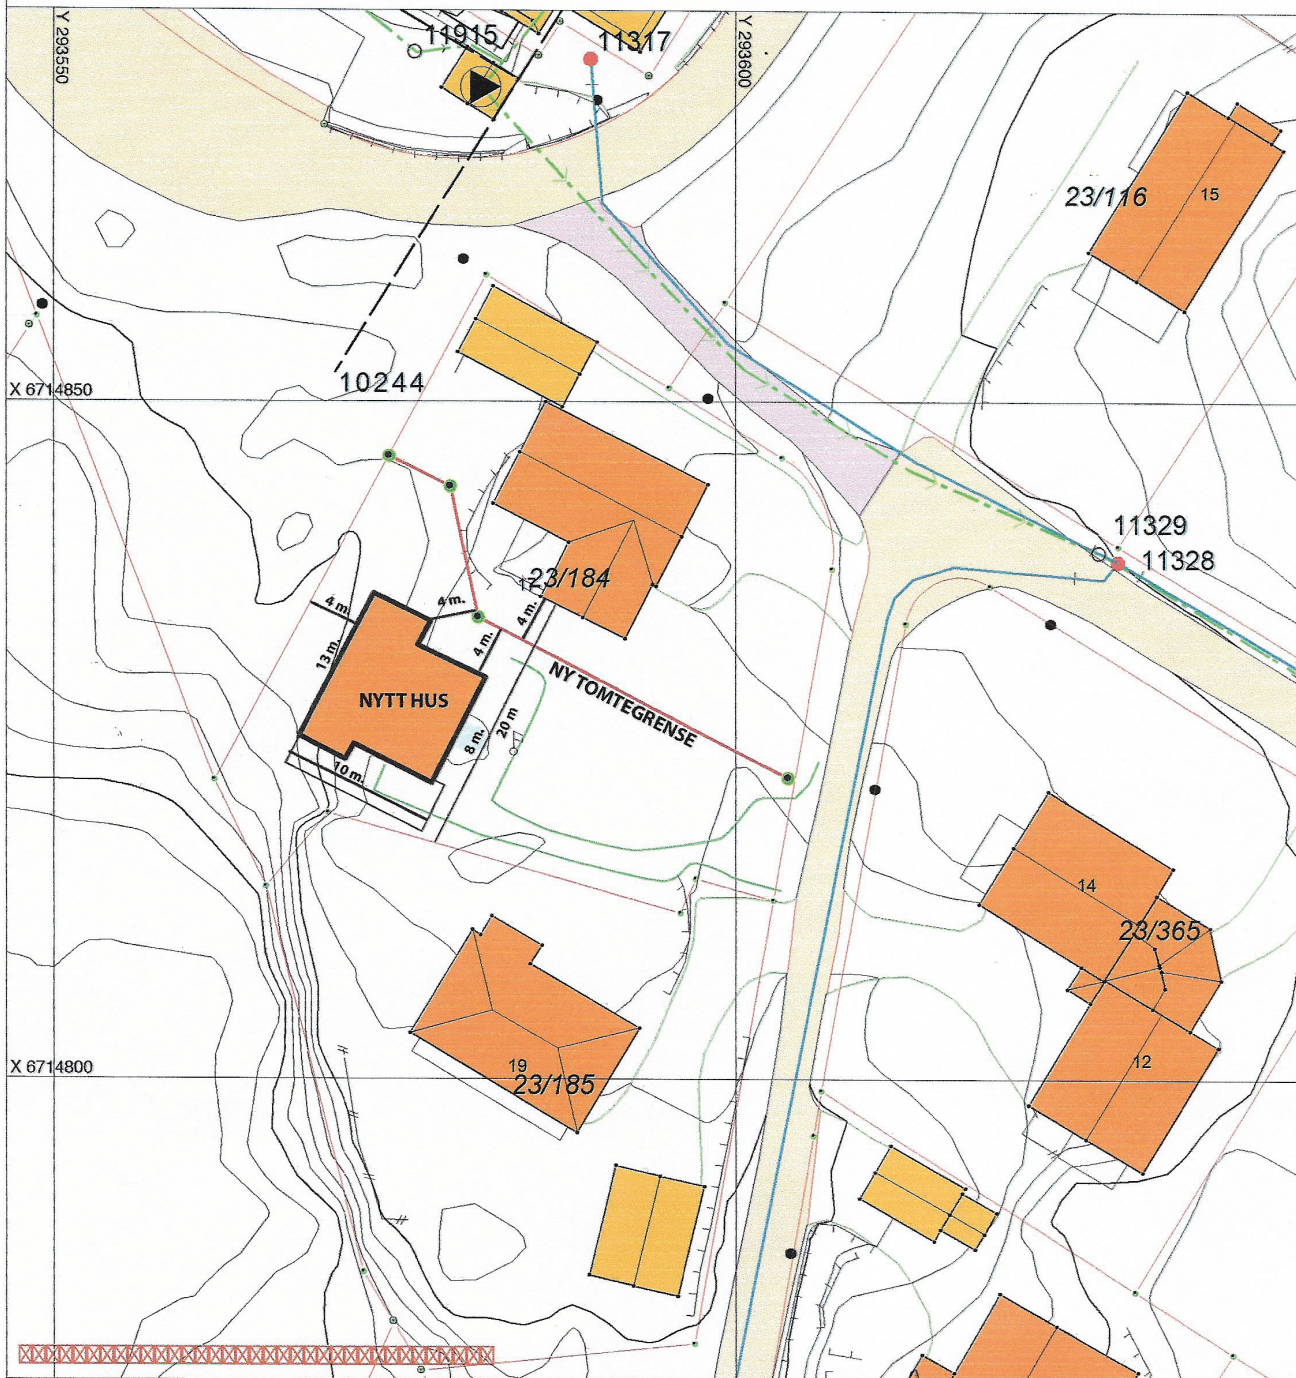 Y 293550
11915
11317
Y 293600
23/116
15
10244
X 6714850
11329
11328
17
23/184
4 m.
4 m.
4 m.
4 m.
13 m.
NYTT HUS
NY TOMTEGRENSE
20 m
8 m.
10 m.
14
23/365
12
X 6714800
19
23/185